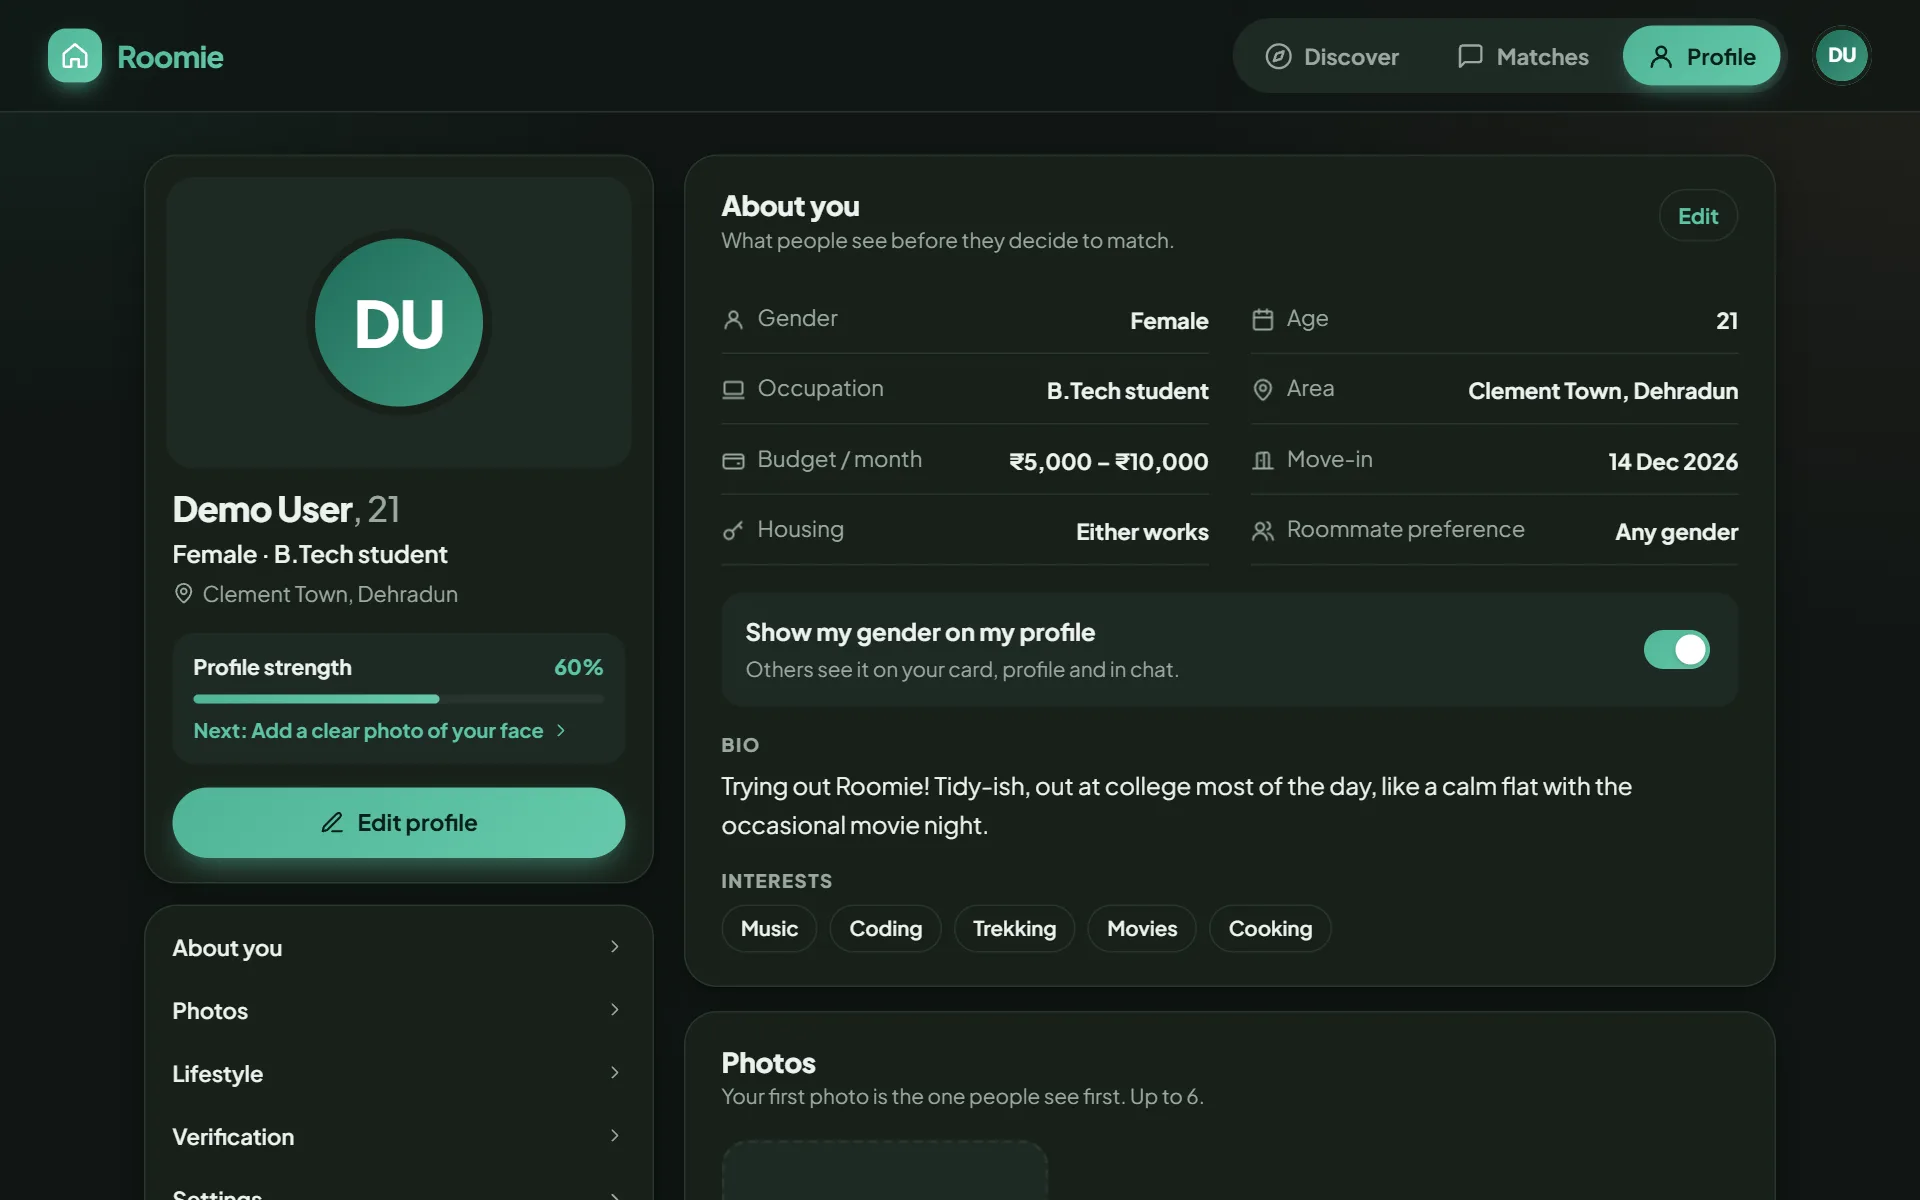 Roomie
Discover
Matches
Profile
DU
DU
Demo User, 21
Female · B.Tech student
Clement Town, Dehradun
Profile strength 60%
Next: Add a clear photo of your face
Edit profile
About you
Photos
Lifestyle
Verification
Settings
About you
What people see before they decide to match.
Edit
Gender Female
Age 21
Occupation B.Tech student
Area Clement Town, Dehradun
Budget / month ₹5,000 – ₹10,000
Move-in 14 Dec 2026
Housing Either works
Roommate preference Any gender
Show my gender on my profile
Others see it on your card, profile and in chat.
BIO
Trying out Roomie! Tidy-ish, out at college most of the day, like a calm flat with the
occasional movie night.
INTERESTS
Music
Coding
Trekking
Movies
Cooking
Photos
Your first photo is the one people see first. Up to 6.